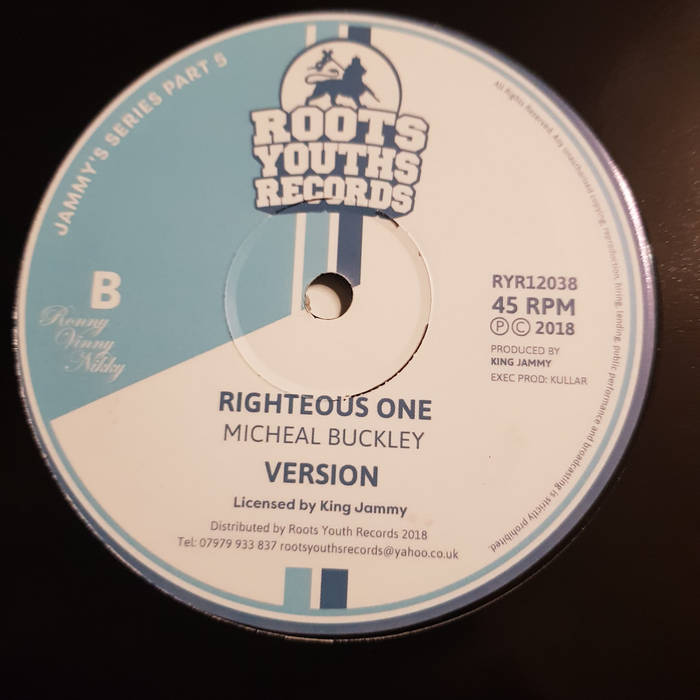 JAMMY'S SERIES PART 5
ROOTS
YOUTHS
RECORDS
B
Ronny
Vinny
Nikky
RYR12038
45 RPM
Ⓟ© 2018
PRODUCED BY
KING JAMMY
EXEC PROD: KULLAR
RIGHTEOUS ONE
MICHEAL BUCKLEY
VERSION
Licensed by King Jammy
Distributed by Roots Youth Records 2018
Tel: 07979 933 837 rootsyouthsrecords@yahoo.co.uk
All Rights Reserved. Any unauthorised copying, reproduction, hiring, lending, public performance and broadcasting is strictly prohibited.